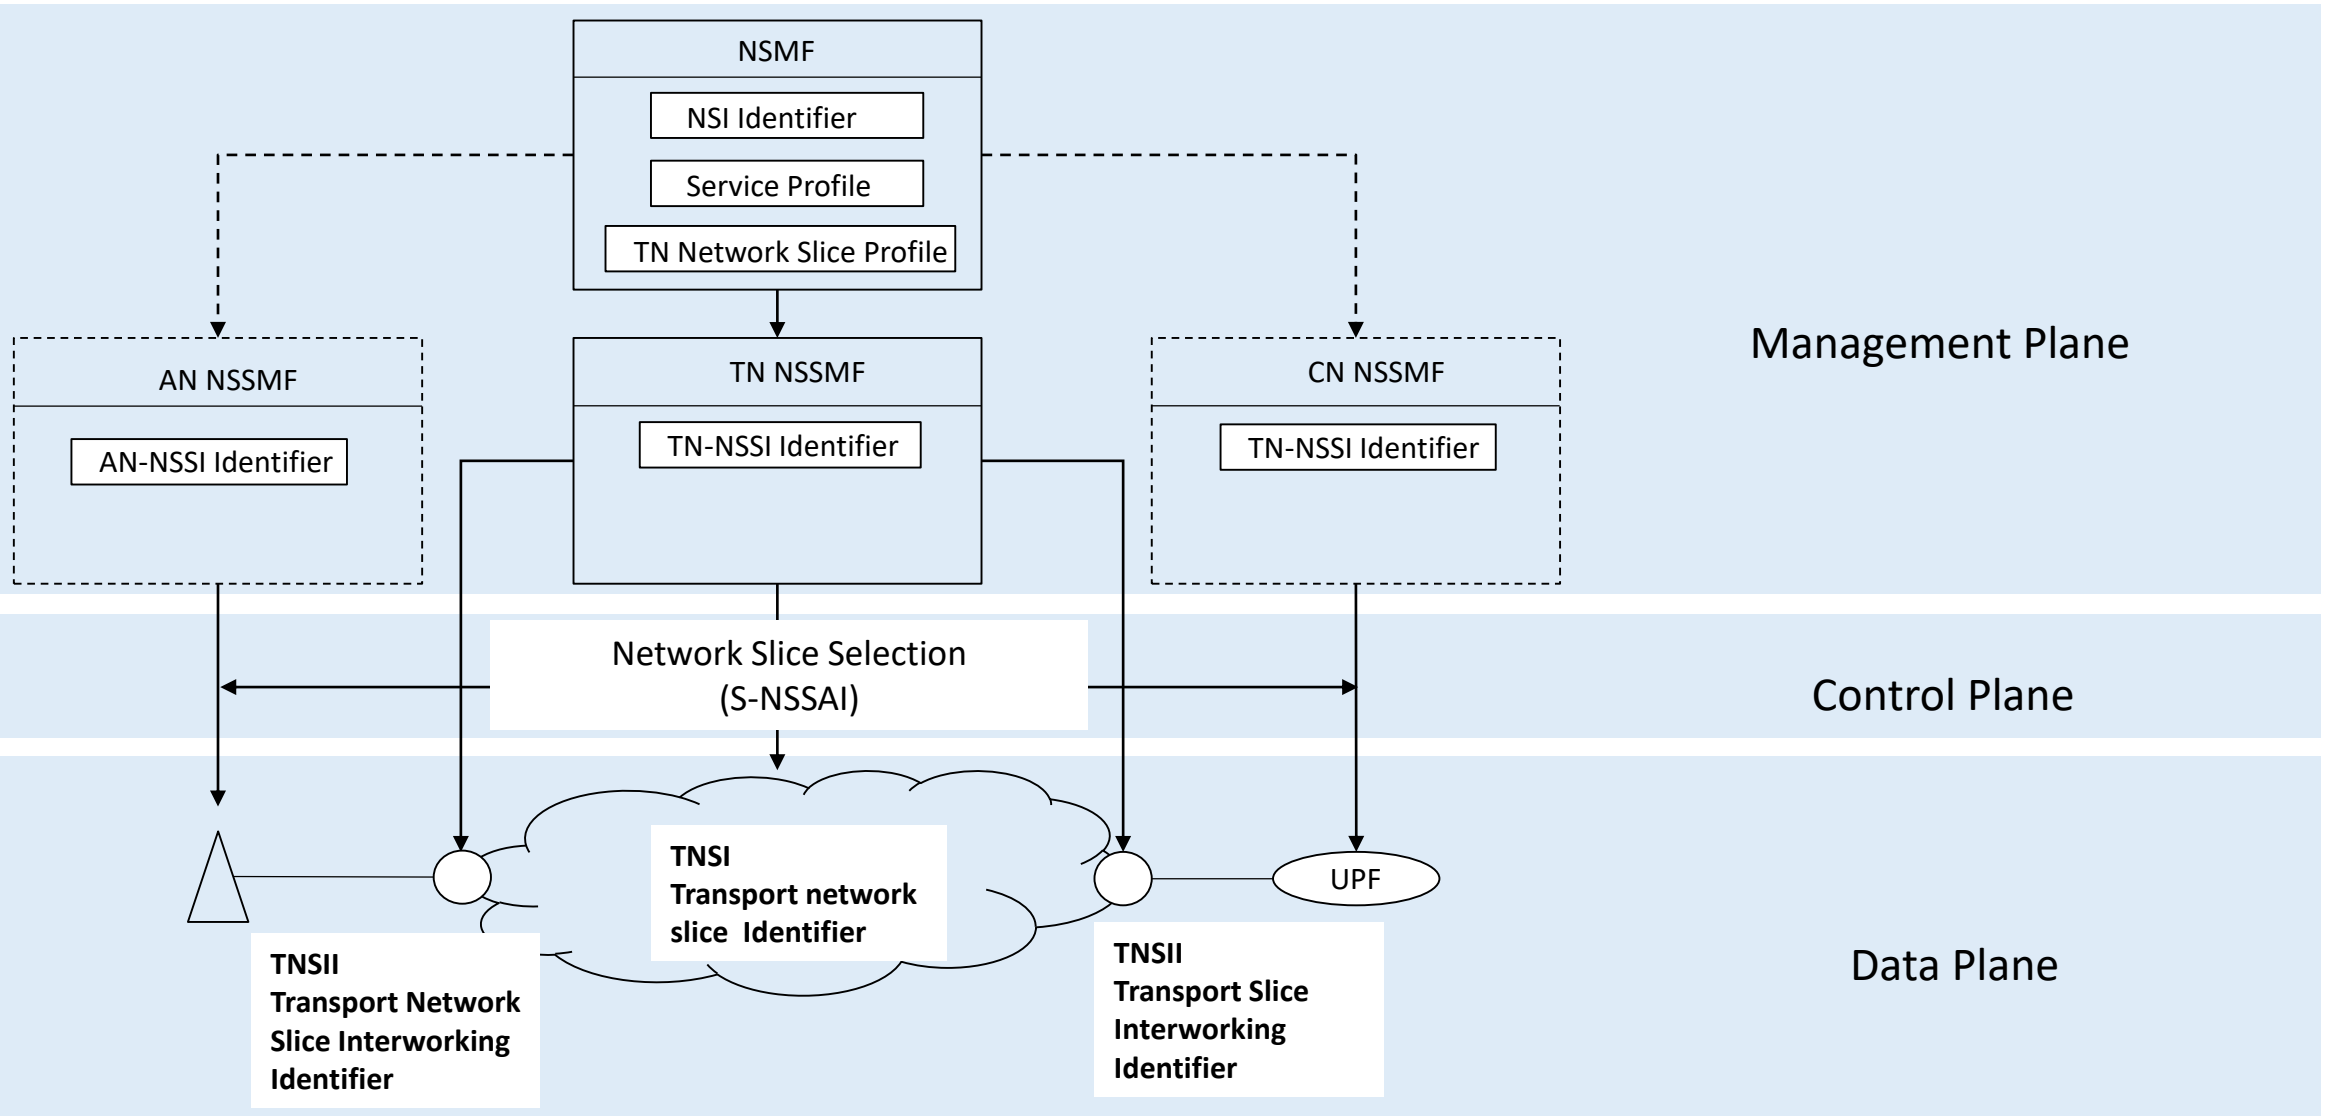 NSMF
NSI Identifier
Service Profile
TN Network Slice Profile
Management Plane
AN NSSMF
AN-NSSI Identifier
TN NSSMF
TN-NSSI Identifier
CN NSSMF
TN-NSSI Identifier
Network Slice Selection
(S-NSSAI)
Control Plane
TNSI
Transport network
slice Identifier
UPF
TNSII
Transport Network
Slice Interworking
Identifier
TNSII
Transport Slice
Interworking
Identifier
Data Plane